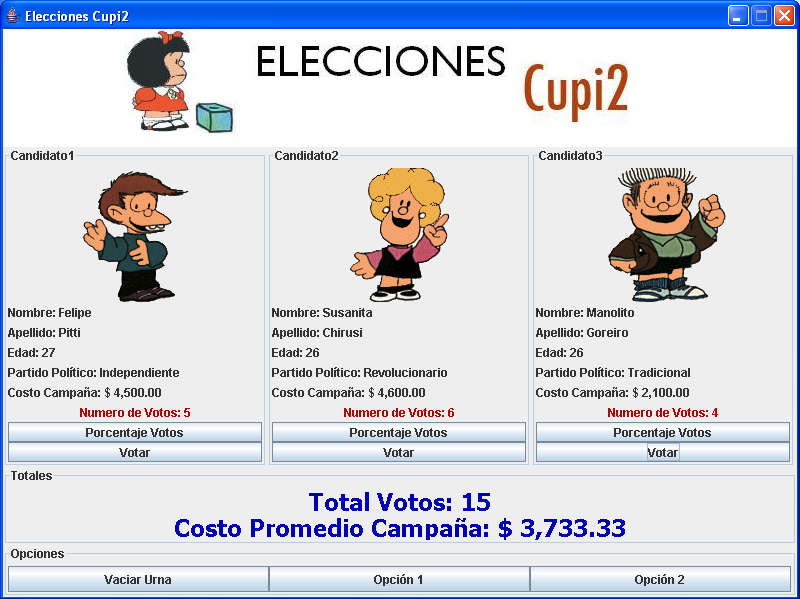 Elecciones Cupi2
ELECCIONES
Cupi2
Candidato1
Nombre: Felipe
Apellido: Pitti
Edad: 27
Partido Político: Independiente
Costo Campaña: $ 4,500.00
Numero de Votos: 5
Porcentaje Votos
Votar
Candidato2
Nombre: Susanita
Apellido: Chirusi
Edad: 26
Partido Político: Revolucionario
Costo Campaña: $ 4,600.00
Numero de Votos: 6
Porcentaje Votos
Votar
Candidato3
Nombre: Manolito
Apellido: Goreiro
Edad: 26
Partido Político: Tradicional
Costo Campaña: $ 2,100.00
Numero de Votos: 4
Porcentaje Votos
Votar
Totales
Total Votos: 15
Costo Promedio Campaña: $ 3,733.33
Opciones
Vaciar Urna
Opción 1
Opción 2